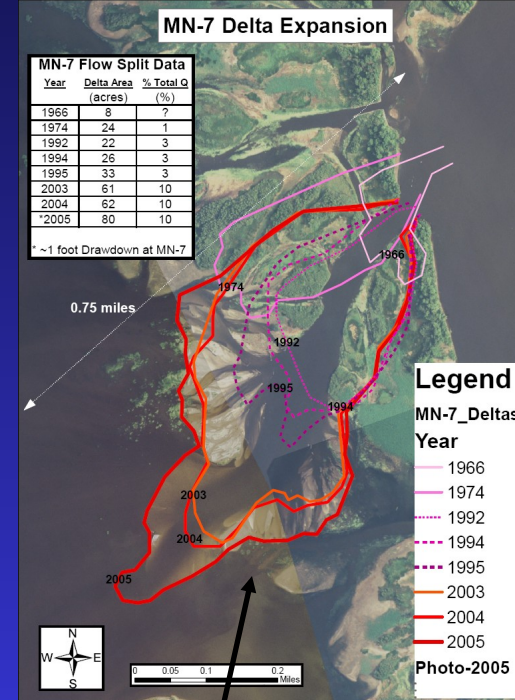 MN-7 Delta Expansion
MN-7 Flow Split Data
Year Delta Area % Total Q
(acres) (%)
1966 8 ?
1974 24 1
1992 22 3
1994 26 3
1995 33 3
2003 61 10
2004 62 10
*2005 80 10
* ~1 foot Drawdown at MN-7
0.75 miles
1966
1974
1992
1995
1994
2003
2004
2005
Legend
MN-7_Deltas
Year
1966
1974
1992
1994
1995
2003
2004
2005
Photo-2005
N
W E
S
0 0.05 0.1 0.2
Miles